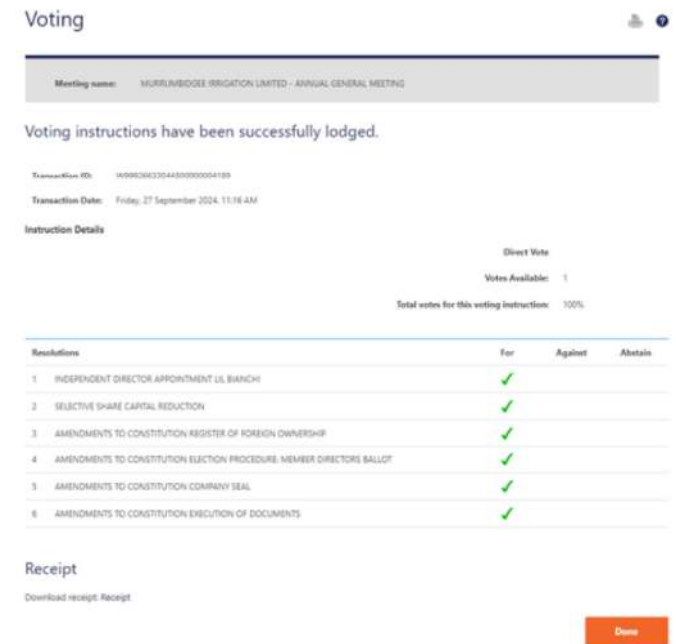 Voting
Meeting name: MURRUMBIDGEE IRRIGATION LIMITED - ANNUAL GENERAL MEETING
Voting instructions have been successfully lodged.
Transaction ID:
Transaction Date: Friday, 27 September 2024, 11:16 AM
Instruction Details
Direct Vote
Votes Available: 1
Total votes for this voting instruction: 100%
Resolutions For Against Abstain
1 INDEPENDENT DIRECTOR APPOINTMENT LIL BIANCHI
2 SELECTIVE SHARE CAPITAL REDUCTION
3 AMENDMENTS TO CONSTITUTION REGISTER OF FOREIGN OWNERSHIP
4 AMENDMENTS TO CONSTITUTION ELECTION PROCEDURE: MEMBER DIRECTORS BALLOT
5 AMENDMENTS TO CONSTITUTION COMPANY SEAL
6 AMENDMENTS TO CONSTITUTION EXECUTION OF DOCUMENTS
Receipt
Download receipt: Receipt
Done